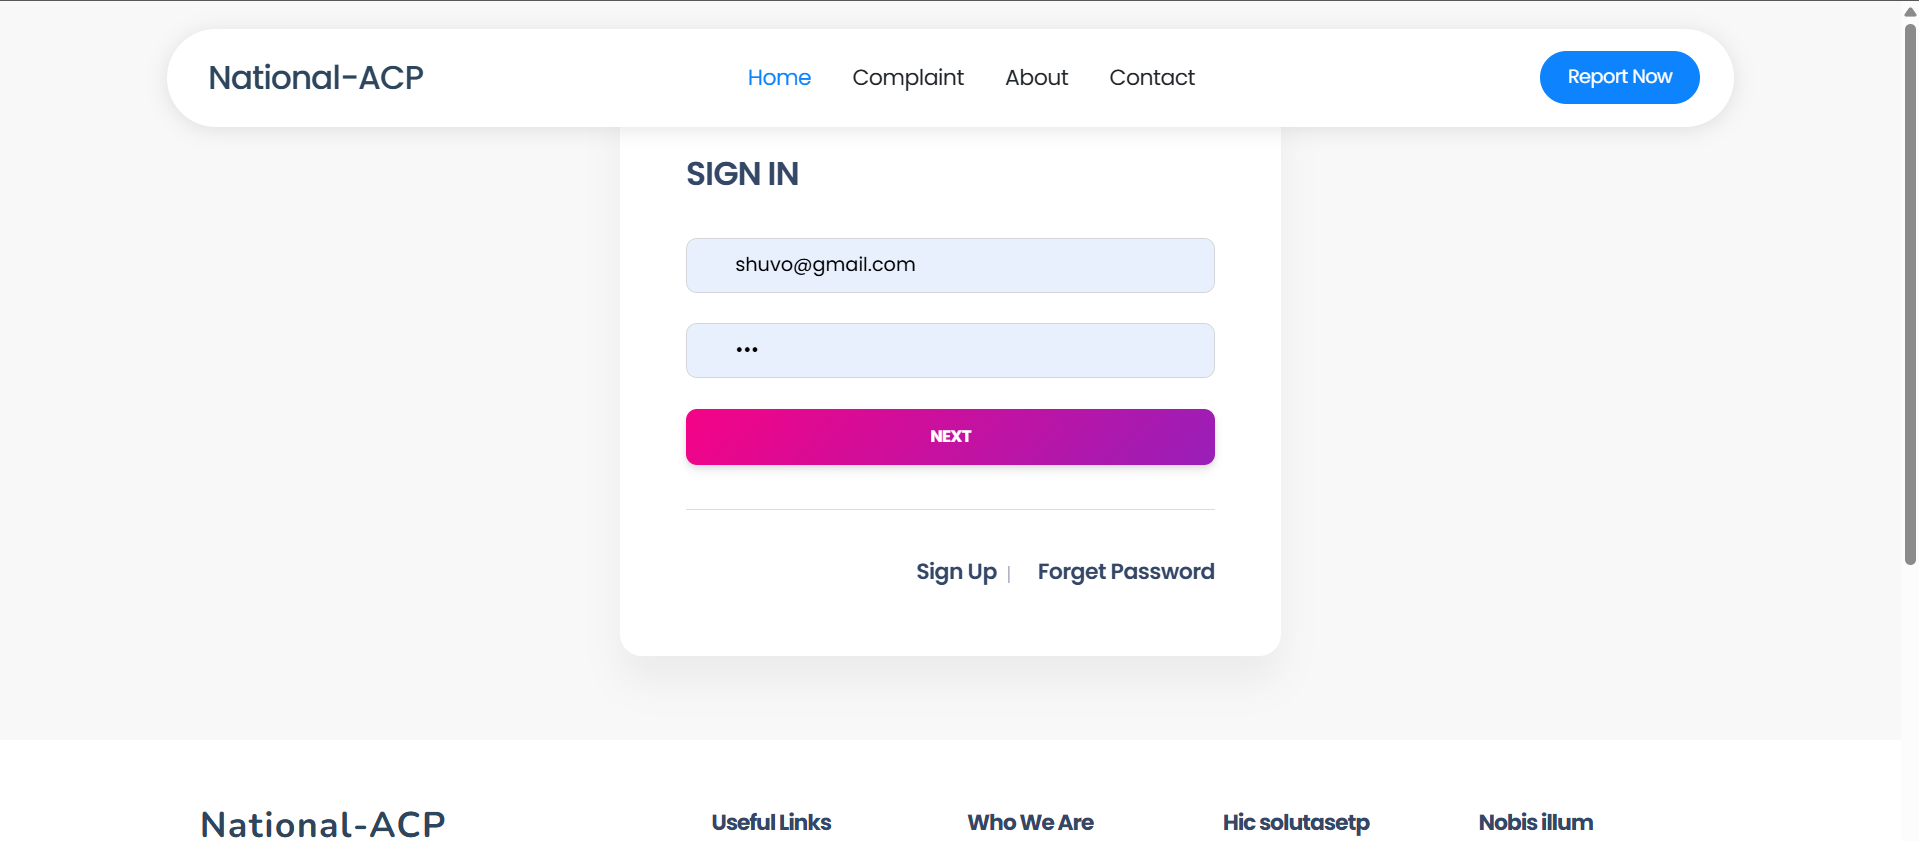 National-ACP
Home Complaint About Contact
Report Now
SIGN IN
shuvo@gmail.com
•••
NEXT
Sign Up | Forget Password
National-ACP
Useful Links
Who We Are
Hic solutasetp
Nobis illum